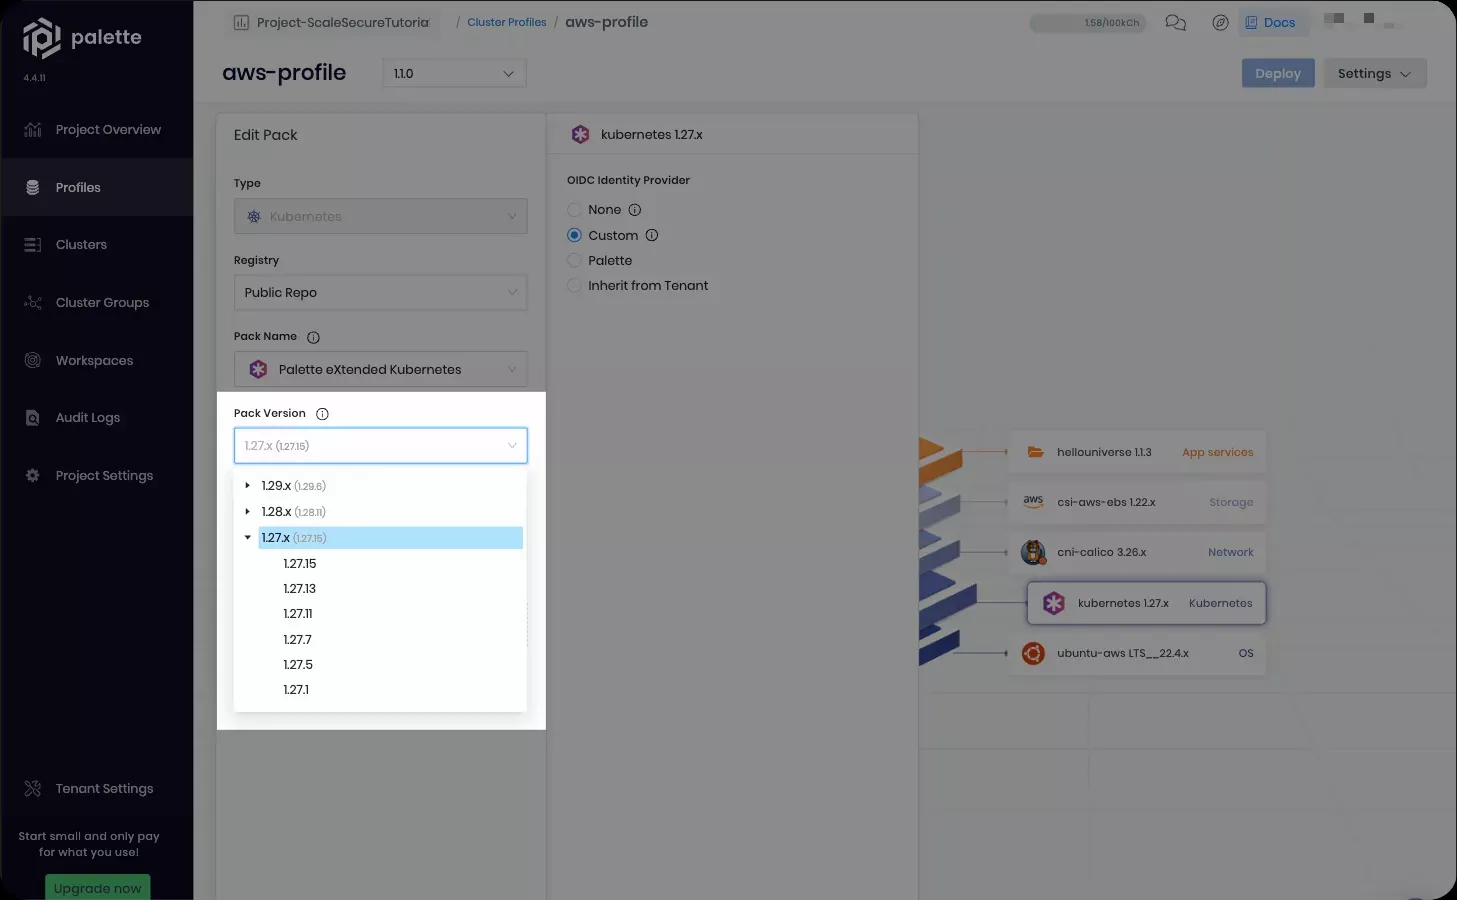 palette
4.4.11
Project Overview
Profiles
Clusters
Cluster Groups
Workspaces
Audit Logs
Project Settings
Tenant Settings
Start small and only pay
for what you use!
Upgrade now
Project-ScaleSecureTutorial / Cluster Profiles / aws-profile
1.58/100kCh
Docs
aws-profile
1.1.0
Deploy
Settings
Edit Pack
Type
Kubernetes
Registry
Public Repo
Pack Name
Palette eXtended Kubernetes
Pack Version
1.27.x (1.27.15)
1.29.x (1.29.6)
1.28.x (1.28.11)
1.27.x (1.27.15)
1.27.15
1.27.13
1.27.11
1.27.7
1.27.5
1.27.1
kubernetes 1.27.x
OIDC Identity Provider
None
Custom
Palette
Inherit from Tenant
hellouniverse 1.1.3 App services
aws csi-aws-ebs 1.22.x Storage
cni-calico 3.26.x Network
kubernetes 1.27.x Kubernetes
ubuntu-aws LTS__22.4.x OS